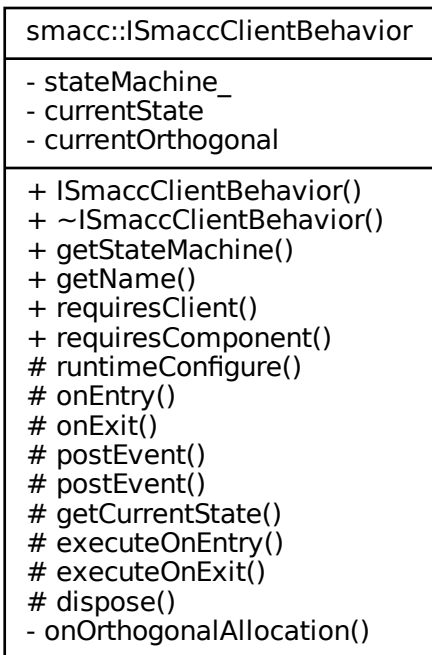 smacc::ISmaccClientBehavior
- stateMachine_
- currentState
- currentOrthogonal
+ ISmaccClientBehavior()
+ ~ISmaccClientBehavior()
+ getStateMachine()
+ getName()
+ requiresClient()
+ requiresComponent()
# runtimeConfigure()
# onEntry()
# onExit()
# postEvent()
# postEvent()
# getCurrentState()
# executeOnEntry()
# executeOnExit()
# dispose()
- onOrthogonalAllocation()